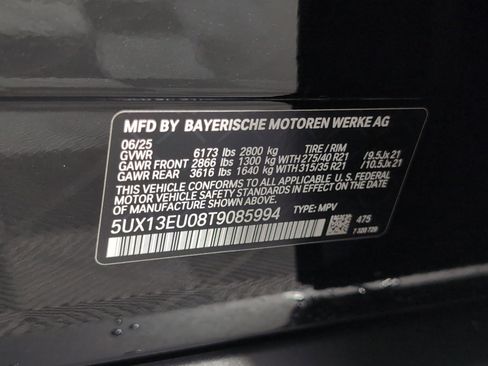 MFD BY BAYERISCHE MOTOREN WERKE AG
06/25
GVWR 6173 lbs 2800 kg TIRE / RIM
GAWR FRONT 2866 lbs 1300 kg WITH 275/40 R21 / 9.5Jx21
GAWR REAR 3616 lbs 1640 kg WITH 315/35 R21 / 10.5Jx21
THIS VEHICLE CONFORMS TO ALL APPLICABLE U.S. FEDERAL
MOTOR VEHICLE SAFETY STANDARDS IN EFFECT ON THE
DATE OF MANUFACTURE SHOWN ABOVE.
5UX13EU08T9085994 TYPE: MPV
475